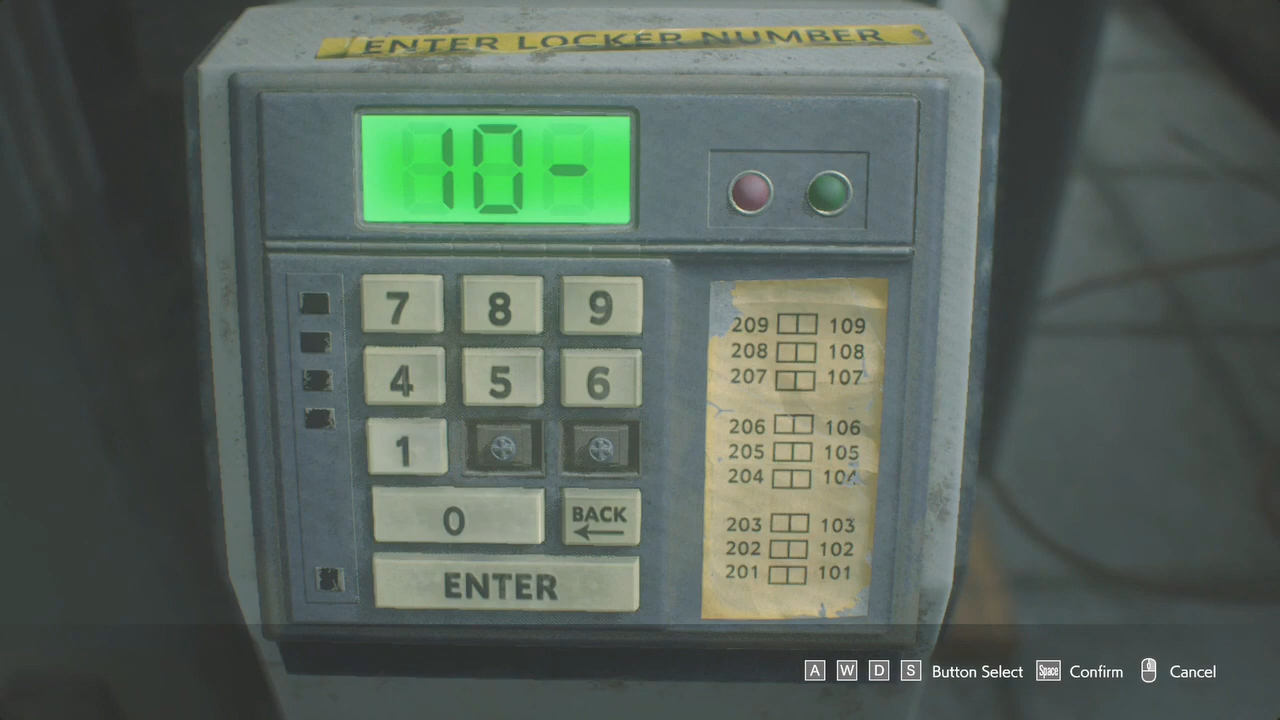 ENTER LOCKER NUMBER
10-
7 8 9
4 5 6
1
0 BACK
ENTER
209 109
208 108
207 107
206 106
205 105
204 104
203 103
202 102
201 101
A W D S Button Select Space Confirm Cancel